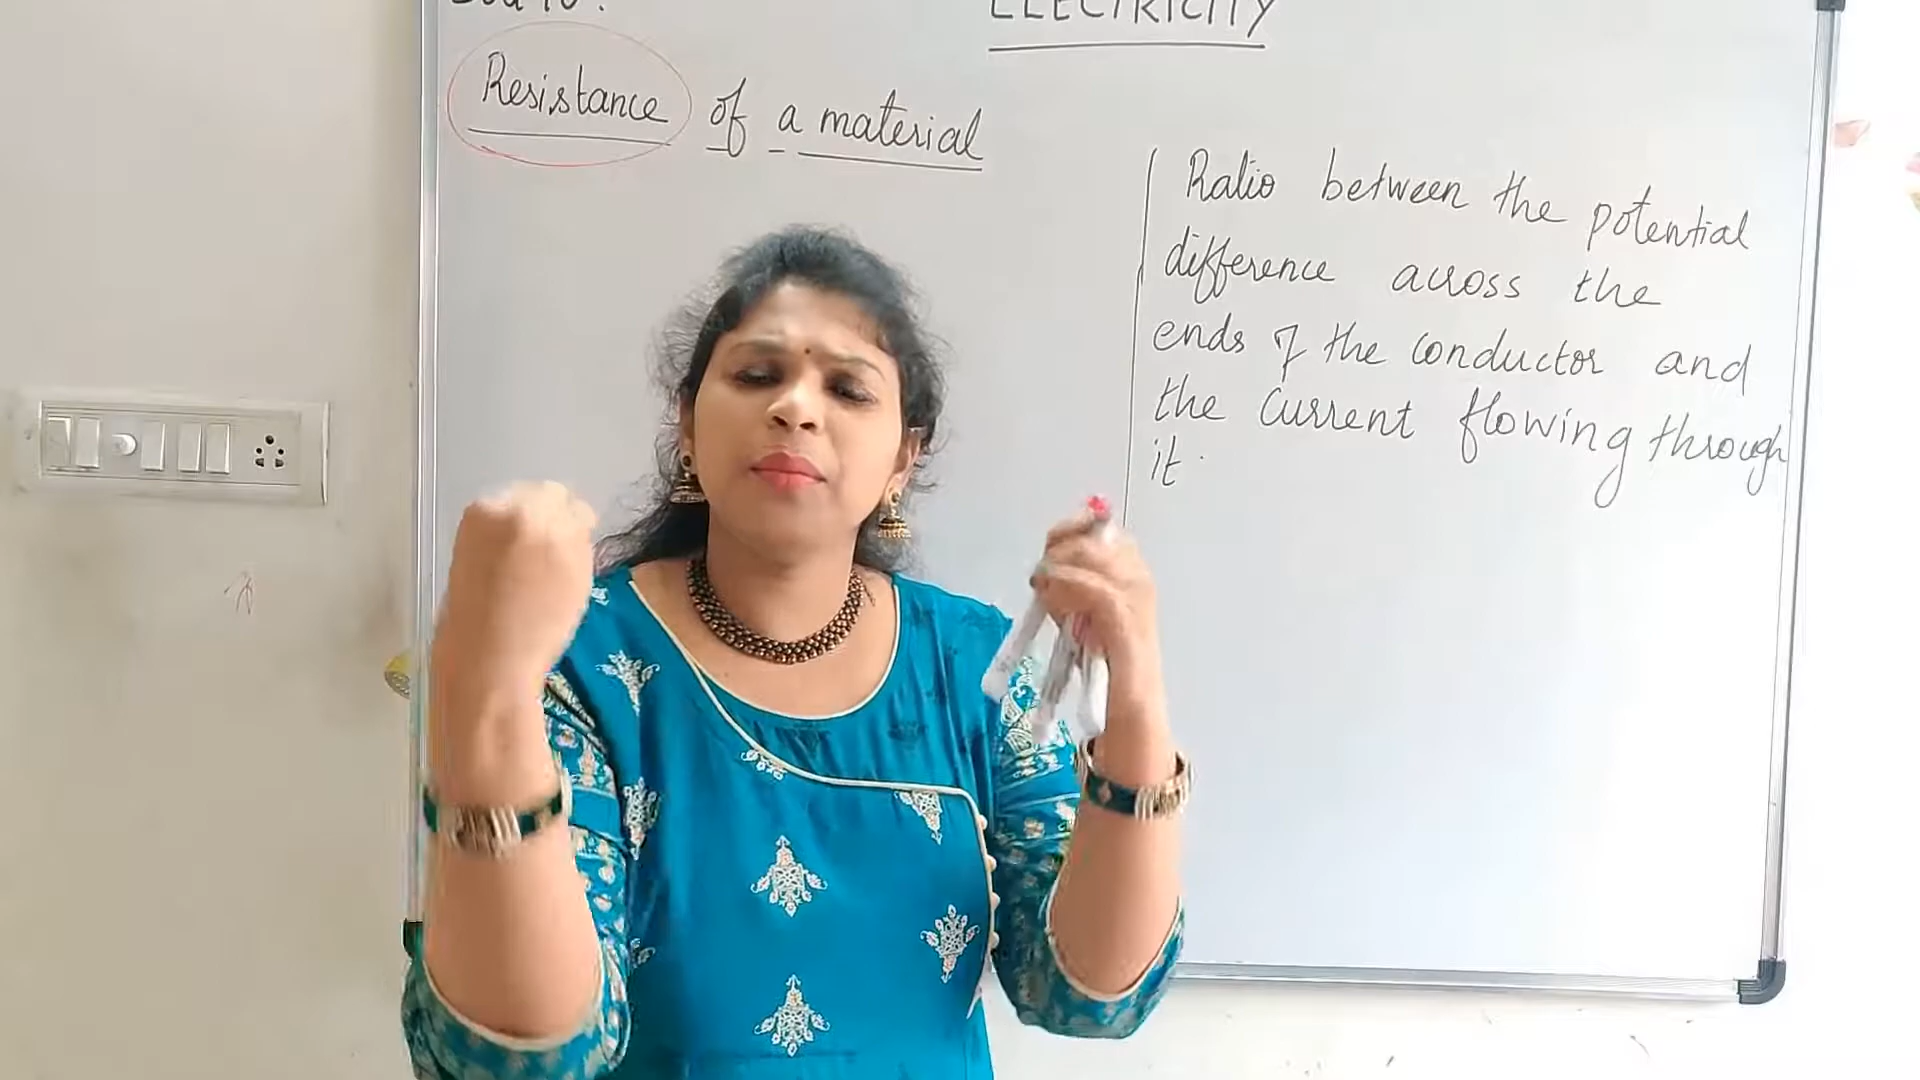 ELECTRICITY
Resistance of a material
Ratio between the potential
difference across the
ends of the conductor and
the current flowing through
it.